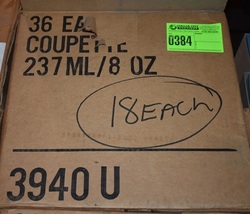 36 EA
COUPETTE
237ML/8 OZ
0384
18 EACH
3940 U